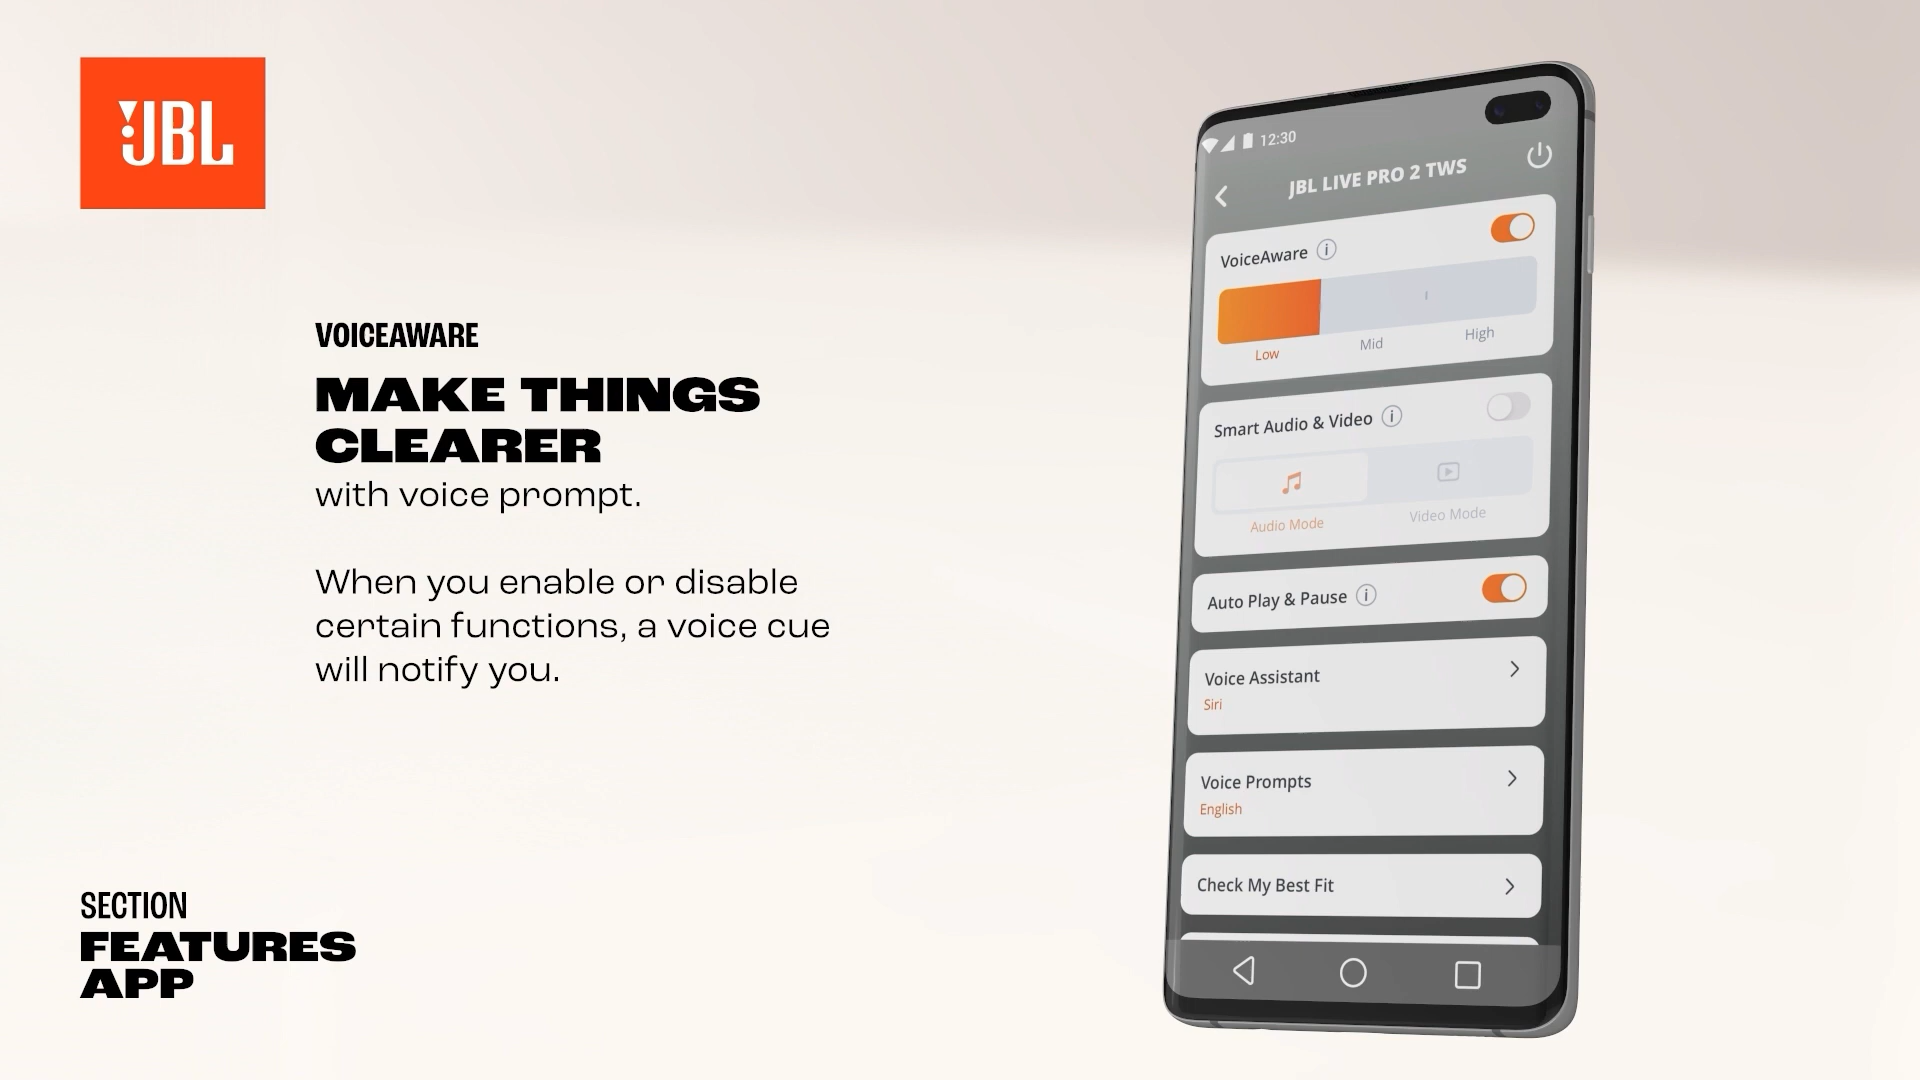 JBL
VOICEAWARE
MAKE THINGS
CLEARER
with voice prompt.
When you enable or disable
certain functions, a voice cue
will notify you.
SECTION
FEATURES
APP
12:30
JBL LIVE PRO 2 TWS
VoiceAware i
Low Mid High
Smart Audio & Video i
Audio Mode Video Mode
Auto Play & Pause i
Voice Assistant
Siri
Voice Prompts
English
Check My Best Fit